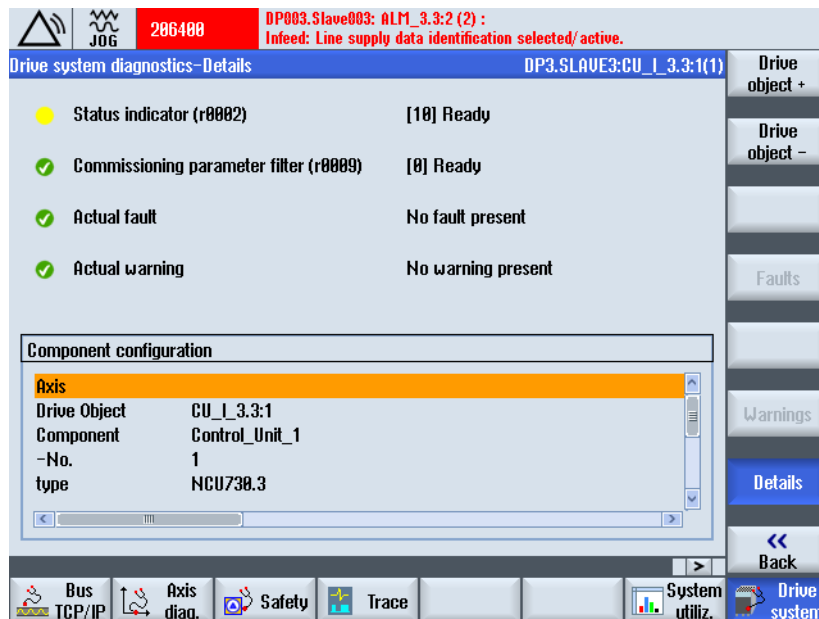 JOG
206400
DP003.Slave003: ALM_3.3:2 (2) :
Infeed: Line supply data identification selected/active.
Drive system diagnostics-Details
DP3.SLAVE3:CU_I_3.3:1(1)
Drive
object +
Status indicator (r0002)
[10] Ready
Drive
object -
Commissioning parameter filter (r0009)
[0] Ready
Actual fault
No fault present
Actual warning
No warning present
Faults
Component configuration
Axis
Drive Object
CU_I_3.3:1
Component
Control_Unit_1
-No.
1
type
NCU730.3
Warnings
Details
<<
Back
>
Bus
TCP/IP
Axis
diag.
Safety
Trace
System
utiliz.
Drive
system